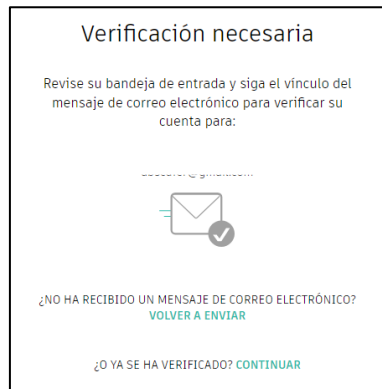 Verificación necesaria
Revise su bandeja de entrada y siga el vínculo del
mensaje de correo electrónico para verificar su
cuenta para:
¿NO HA RECIBIDO UN MENSAJE DE CORREO ELECTRÓNICO?
VOLVER A ENVIAR
¿O YA SE HA VERIFICADO? CONTINUAR